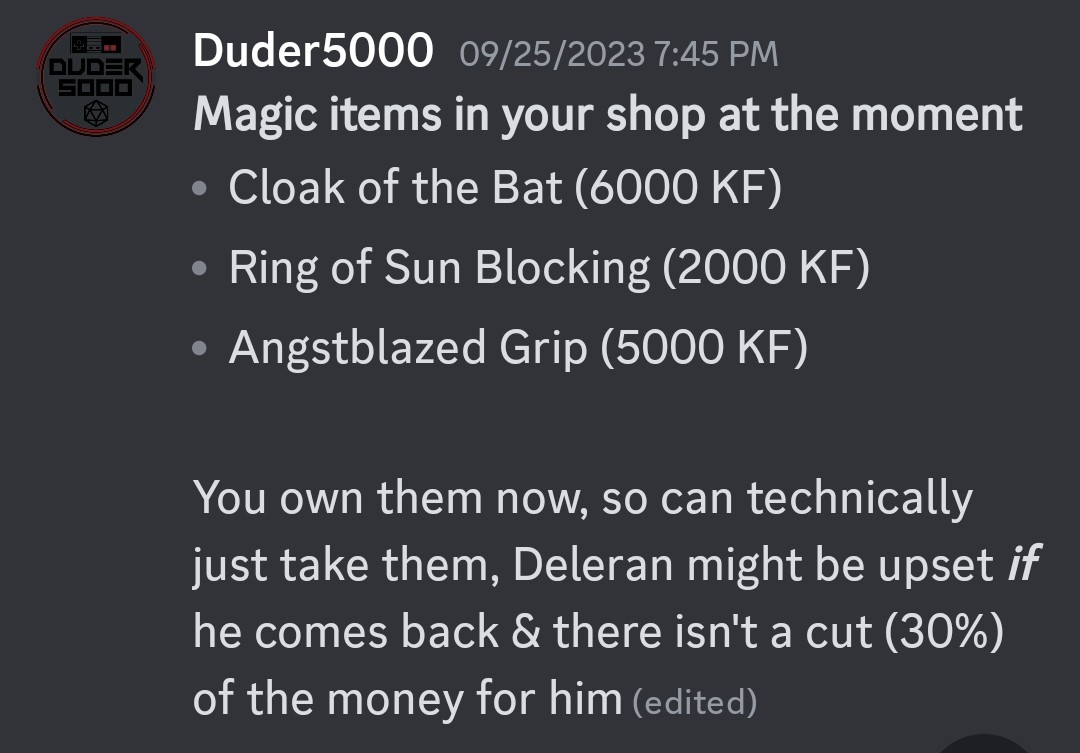 DUDER
5000
Duder5000 09/25/2023 7:45 PM
Magic items in your shop at the moment
• Cloak of the Bat (6000 KF)
• Ring of Sun Blocking (2000 KF)
• Angstblazed Grip (5000 KF)
You own them now, so can technically
just take them, Deleran might be upset if
he comes back & there isn't a cut (30%)
of the money for him (edited)